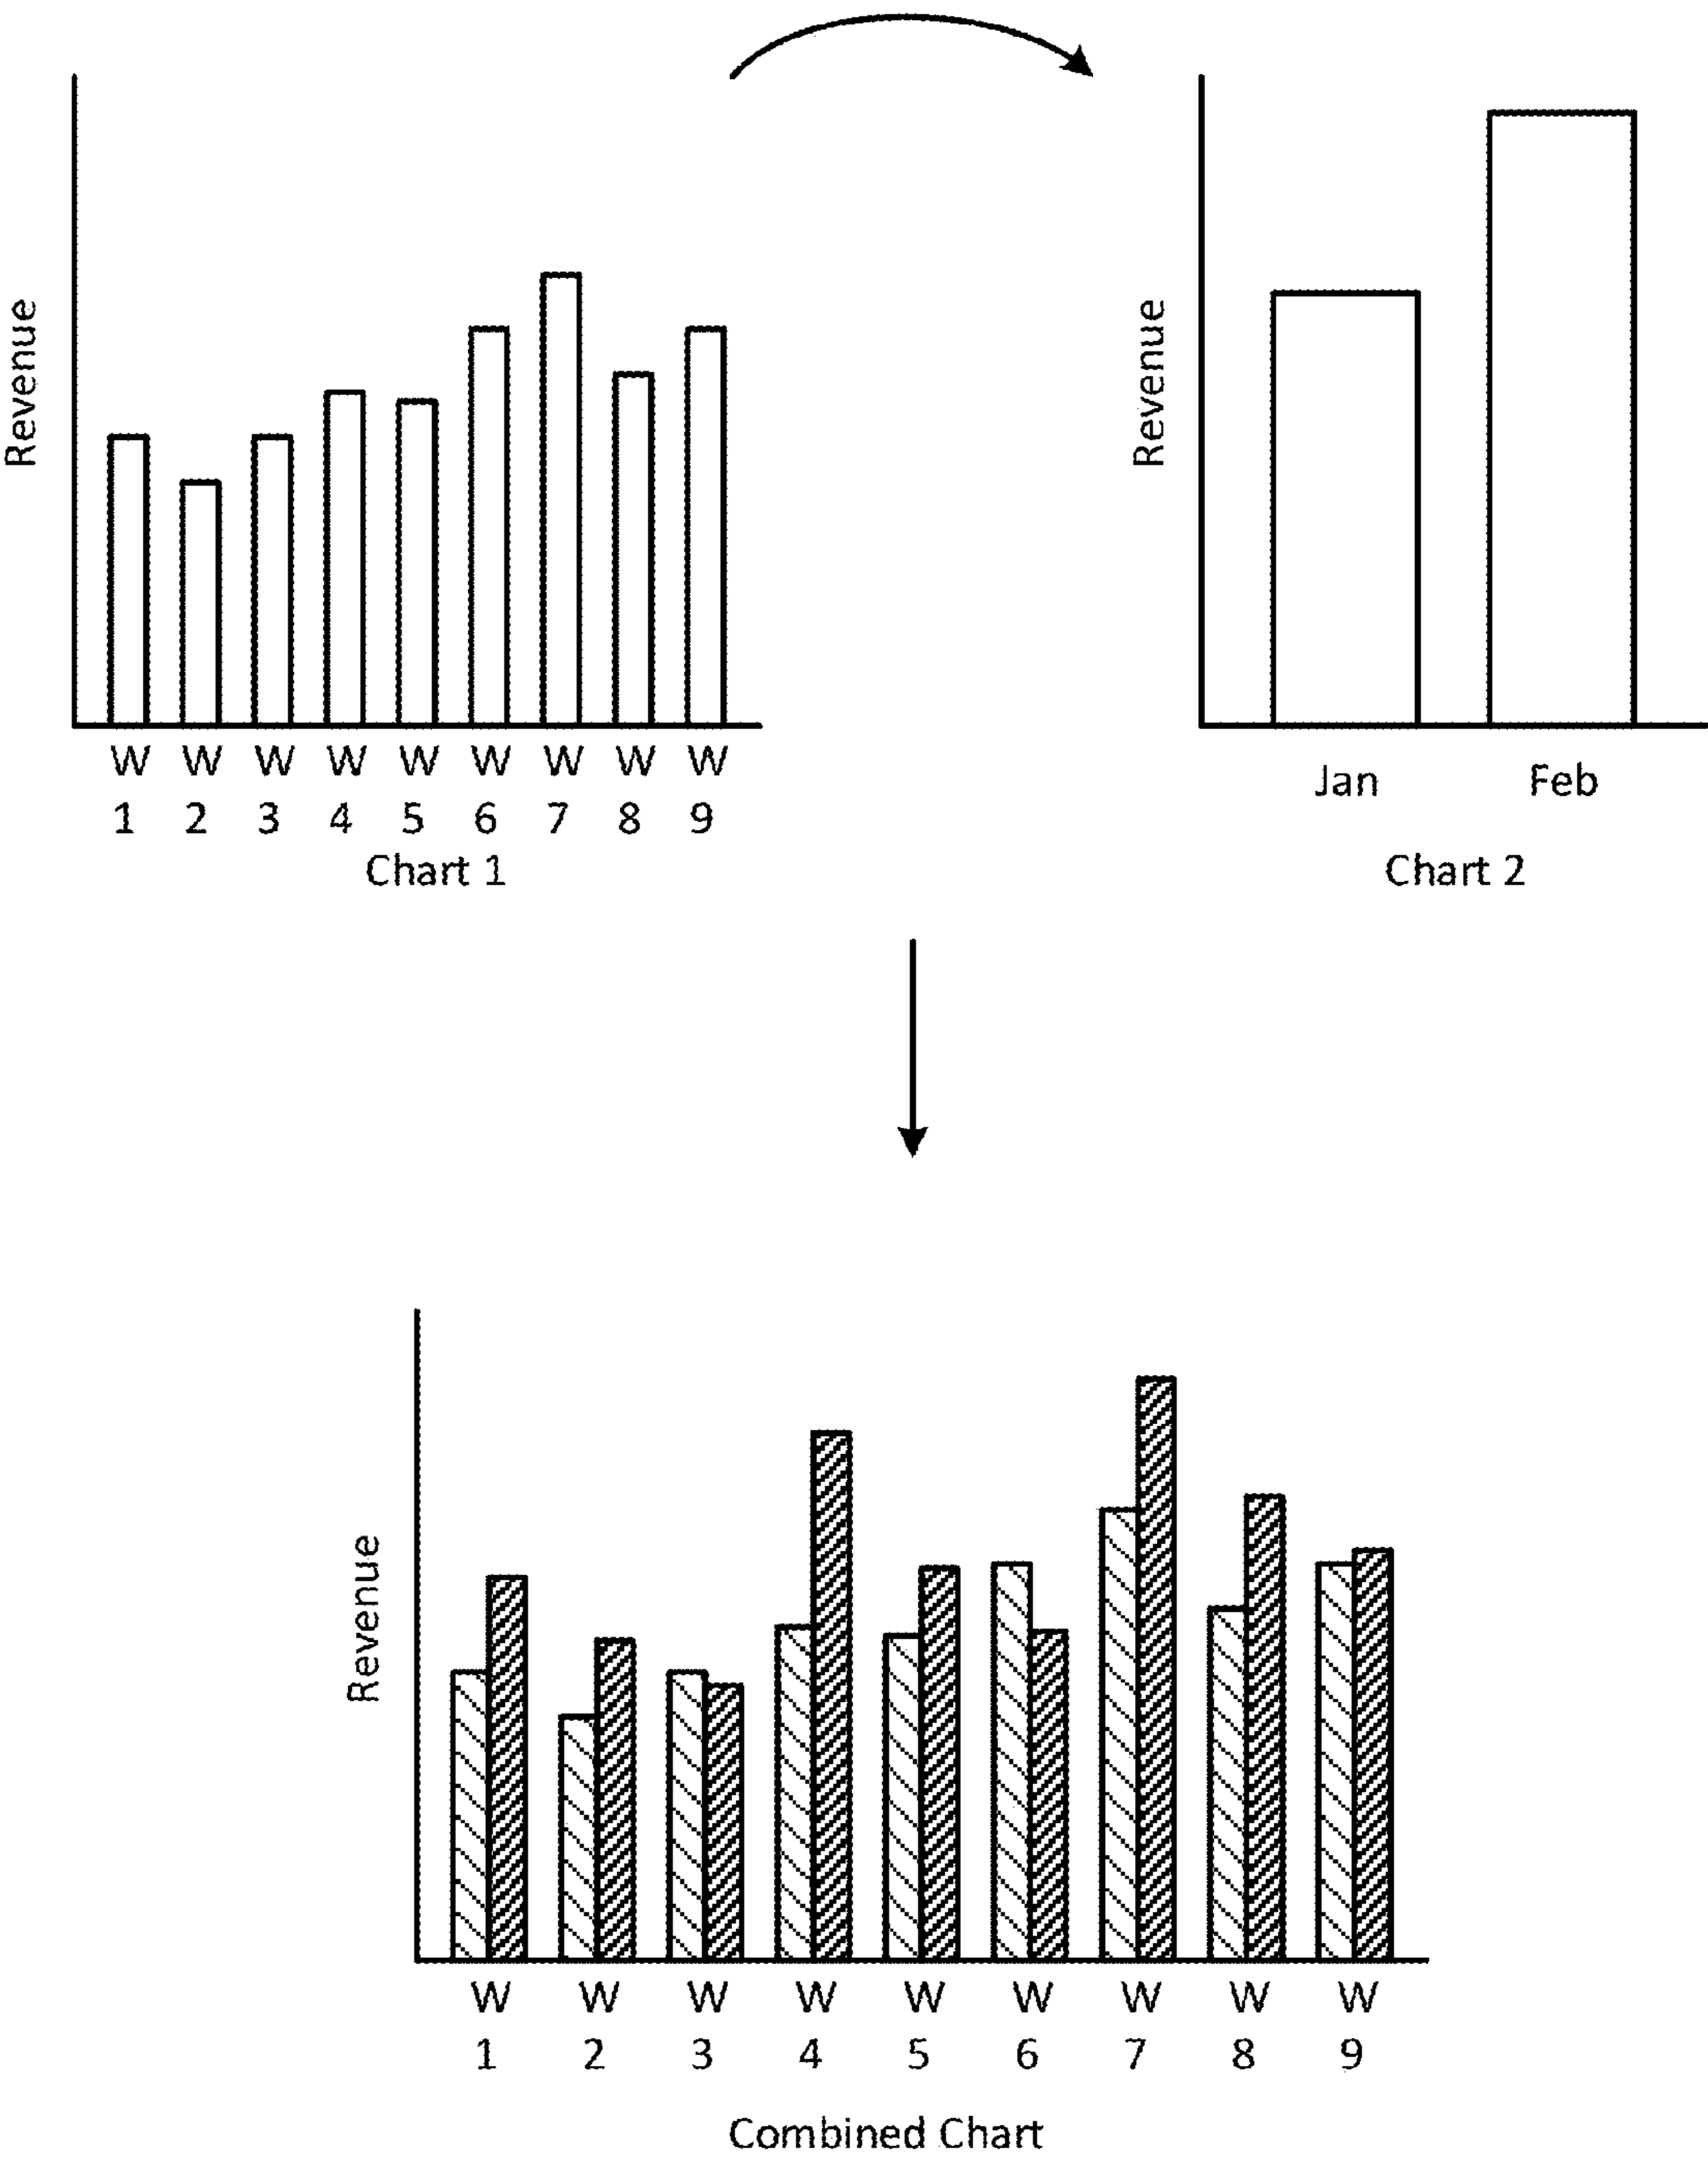 Revenue
W W W W W W W W W
1 2 3 4 5 6 7 8 9
Chart 1
Revenue
Jan Feb
Chart 2
Revenue
W W W W W W W W W
1 2 3 4 5 6 7 8 9
Combined Chart